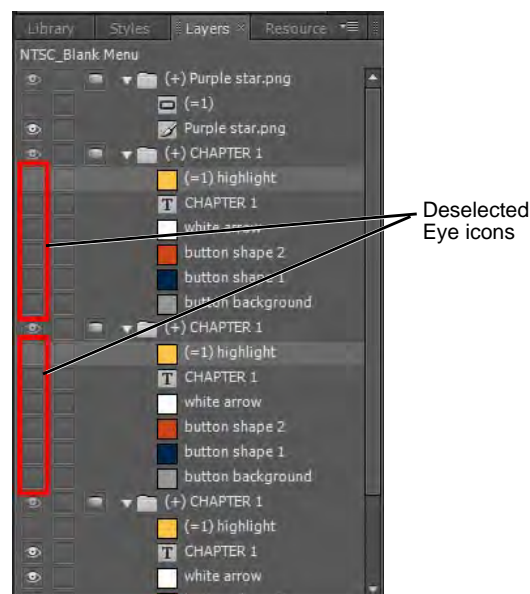 Library Styles Layers × Resource
NTSC_Blank Menu
(+) Purple star.png
(=1)
Purple star.png
(+) CHAPTER 1
(=1) highlight
T CHAPTER 1
white arrow
button shape 2
button shape 1
button background
(+) CHAPTER 1
(=1) highlight
T CHAPTER 1
white arrow
button shape 2
button shape 1
button background
(+) CHAPTER 1
(=1) highlight
T CHAPTER 1
white arrow
Deselected
Eye icons